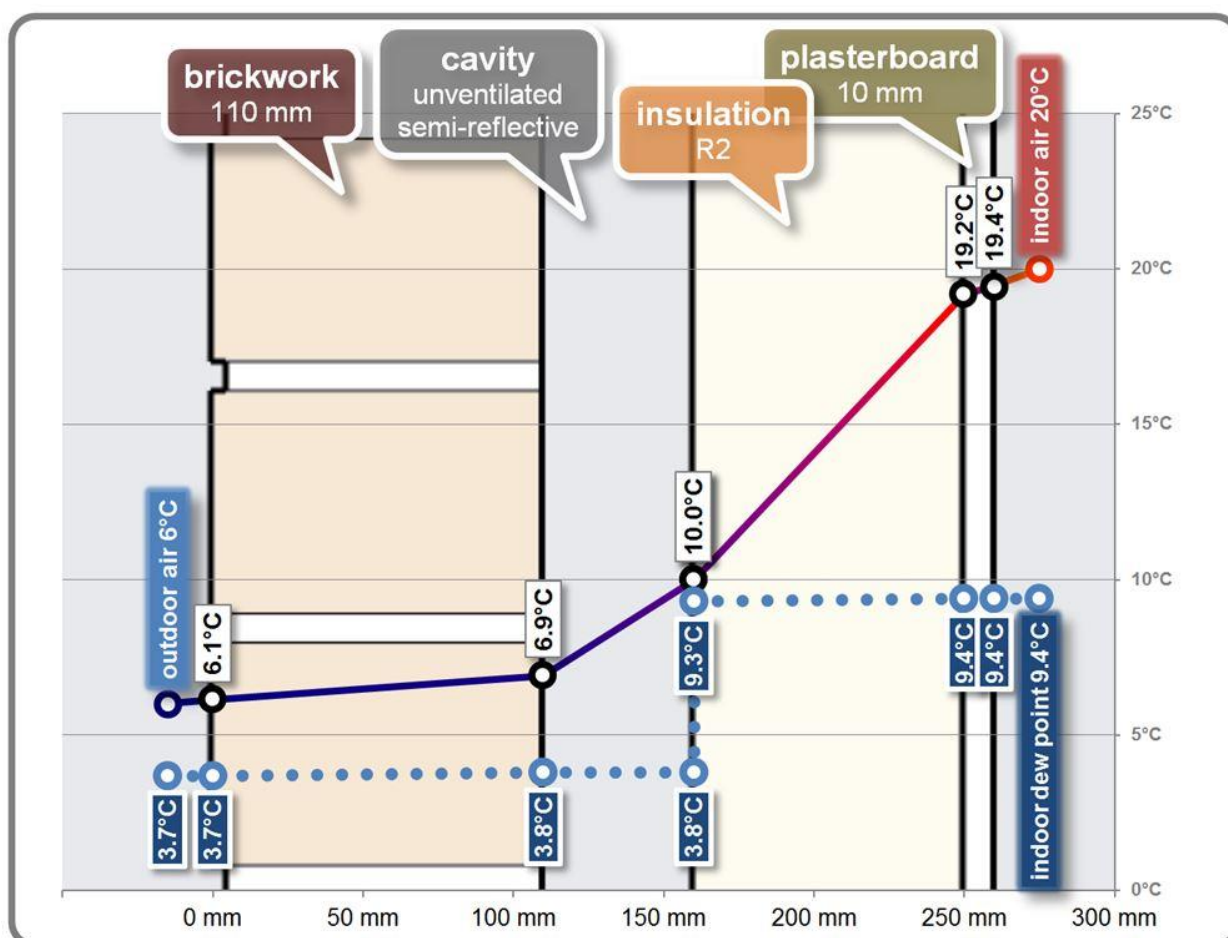 brickwork
110 mm
cavity
unventilated
semi-reflective
insulation
R2
plasterboard
10 mm
indoor air 20°C
25°C
20°C
15°C
10°C
5°C
0°C
outdoor air 6°C
6.1°C
6.9°C
10.0°C
19.2°C
19.4°C
3.7°C
3.7°C
3.8°C
3.8°C
9.3°C
9.4°C
9.4°C
indoor dew point 9.4°C
0 mm
50 mm
100 mm
150 mm
200 mm
250 mm
300 mm